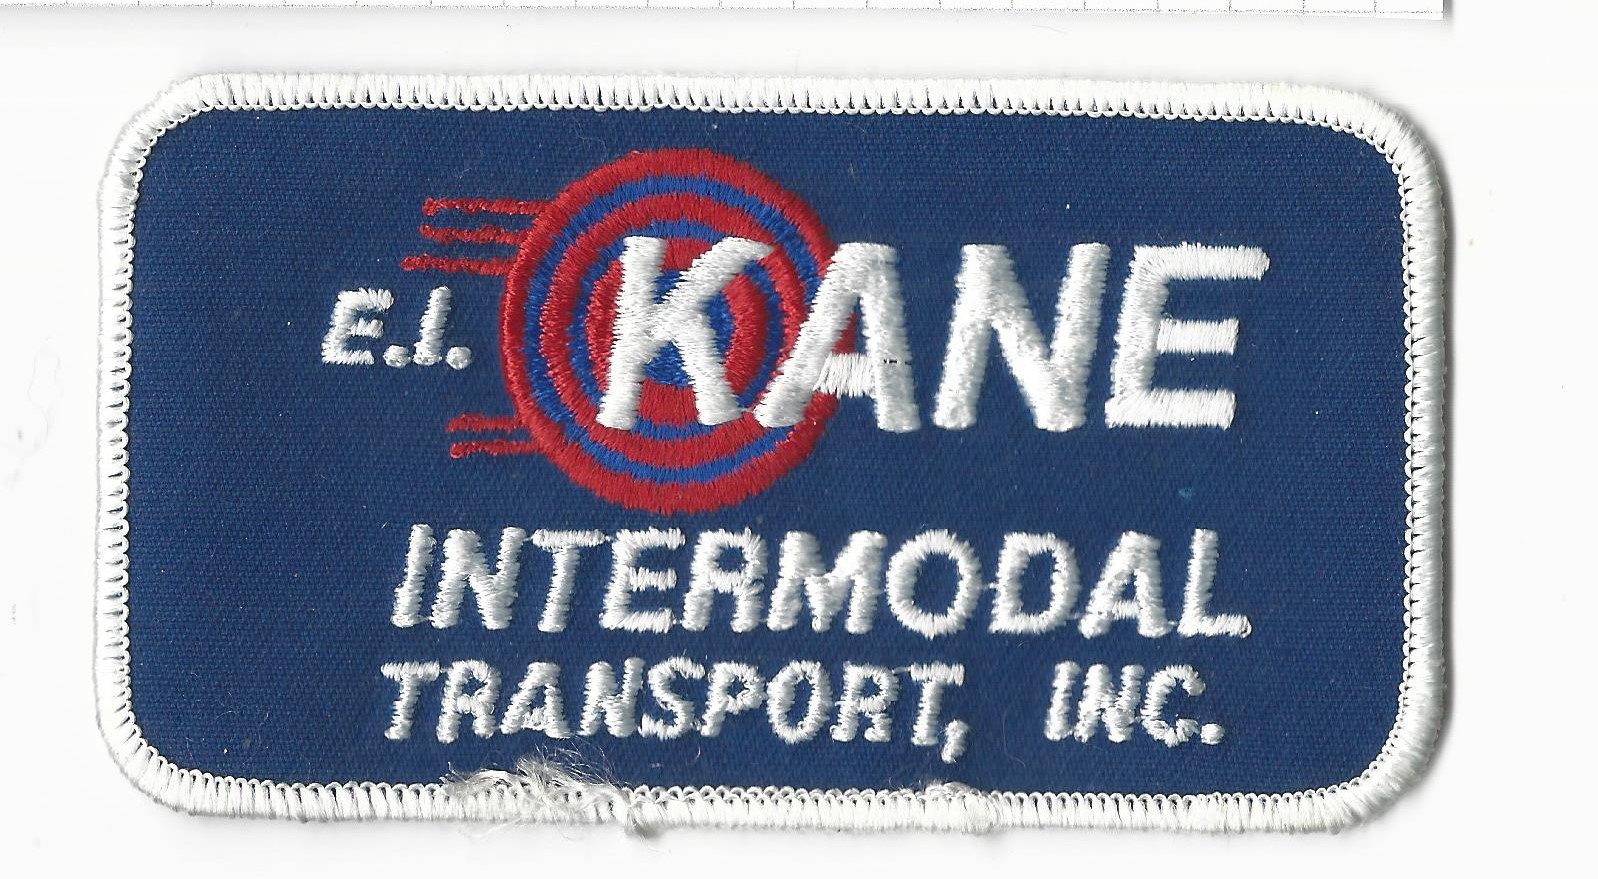 E.I. KANE
INTERMODAL
TRANSPORT, INC.